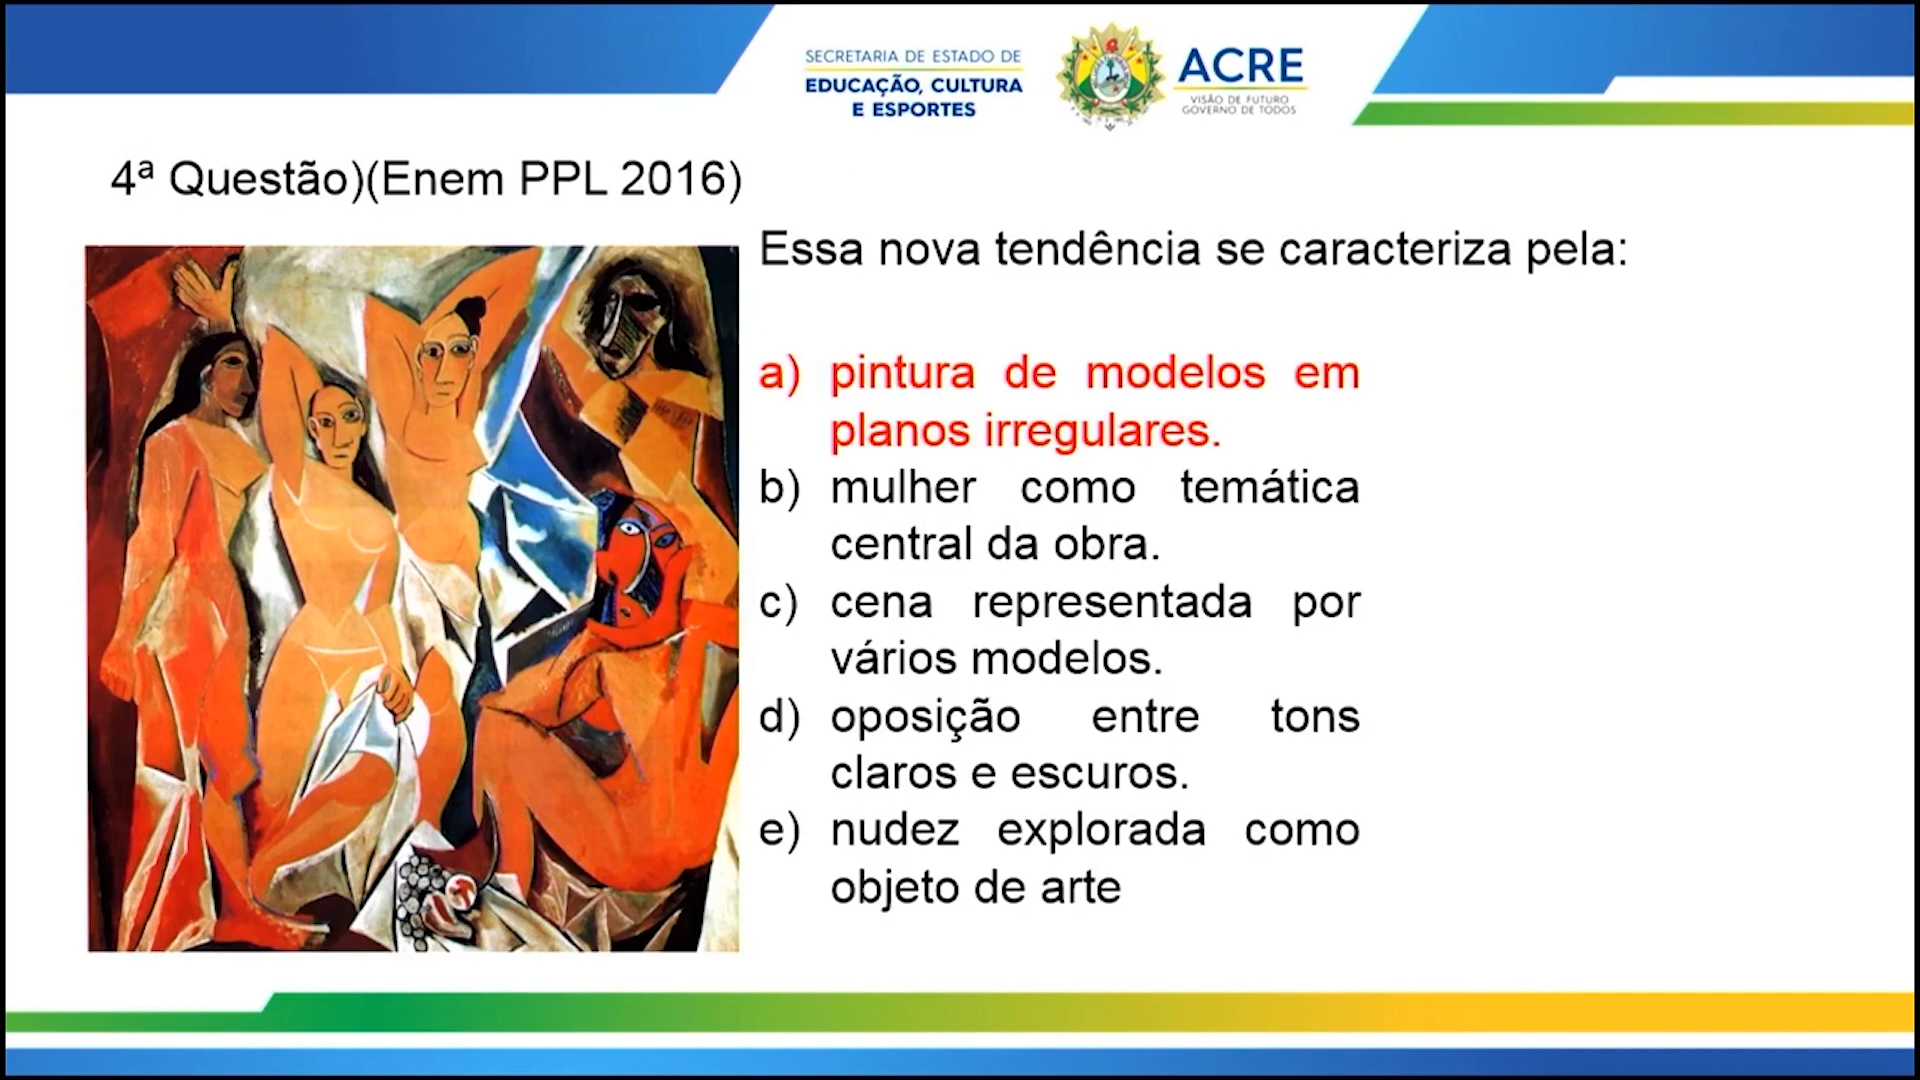 SECRETARIA DE ESTADO DE
EDUCAÇÃO, CULTURA
E ESPORTES
ACRE
VISÃO DE FUTURO
GOVERNO DE TODOS
4ª Questão)(Enem PPL 2016)
Essa nova tendência se caracteriza pela:
a) pintura de modelos em
planos irregulares.
b) mulher como temática
central da obra.
c) cena representada por
vários modelos.
d) oposição entre tons
claros e escuros.
e) nudez explorada como
objeto de arte